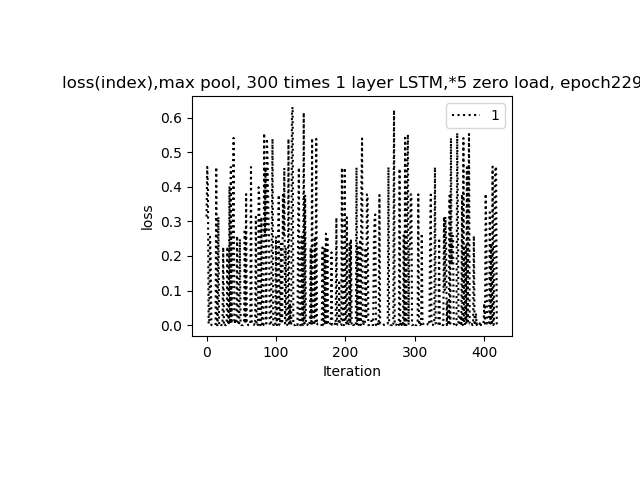 loss(index),max pool, 300 times 1 layer LSTM,*5 zero load, epoch229
1
0.6
0.5
0.4
0.3
0.2
0.1
0.0
loss
0 100 200 300 400
Iteration